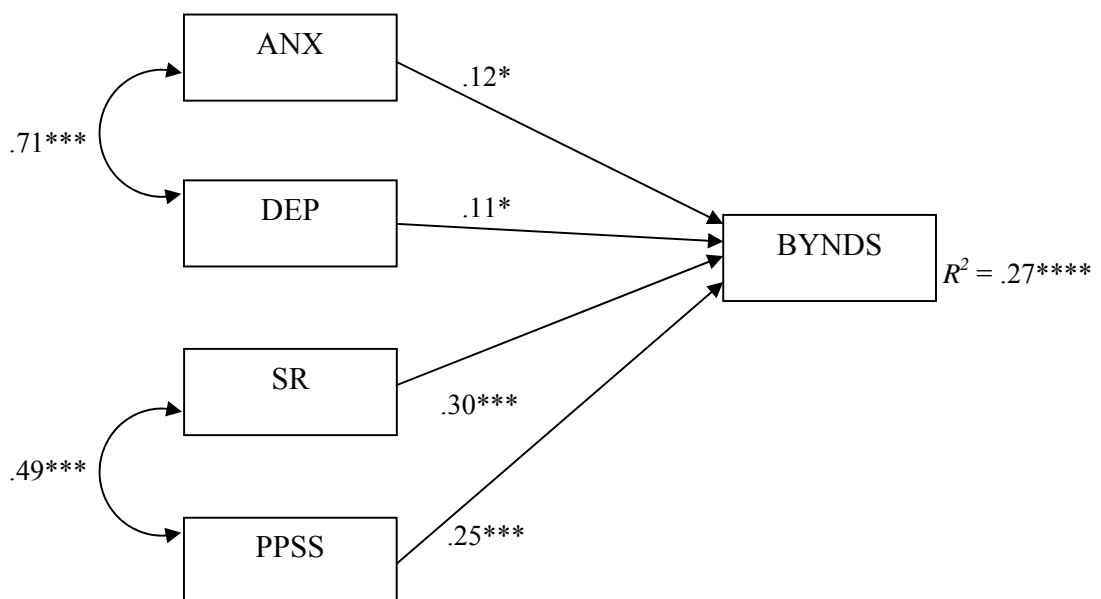 ANX
.12*
.71***
DEP
.11*
BYNDS
R² = .27****
SR
.30***
.49***
PPSS
.25***